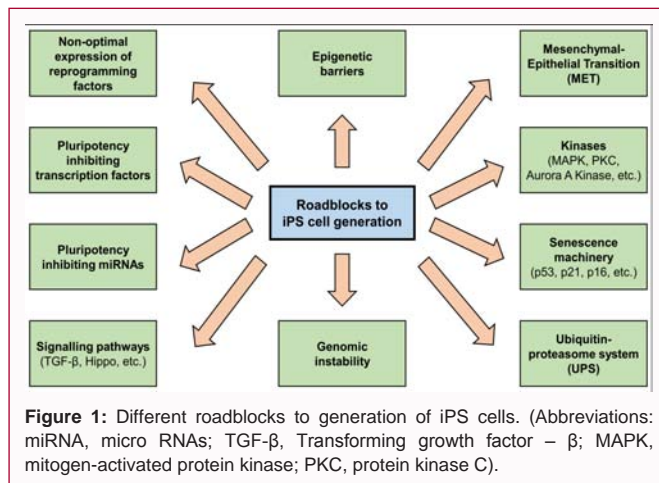 Non-optimal
expression of
reprogramming
factors
Epigenetic
barriers
Mesenchymal-
Epithelial Transition
(MET)
Pluripotency
inhibiting
transcription factors
Kinases
(MAPK, PKC,
Aurora A Kinase, etc.)
Roadblocks to
iPS cell generation
Pluripotency
inhibiting miRNAs
Senescence
machinery
(p53, p21, p16, etc.)
Signalling pathways
(TGF-β, Hippo, etc.)
Genomic
instability
Ubiquitin-
proteasome system
(UPS)
Figure 1: Different roadblocks to generation of iPS cells. (Abbreviations:
miRNA, micro RNAs; TGF-β, Transforming growth factor – β; MAPK,
mitogen-activated protein kinase; PKC, protein kinase C).